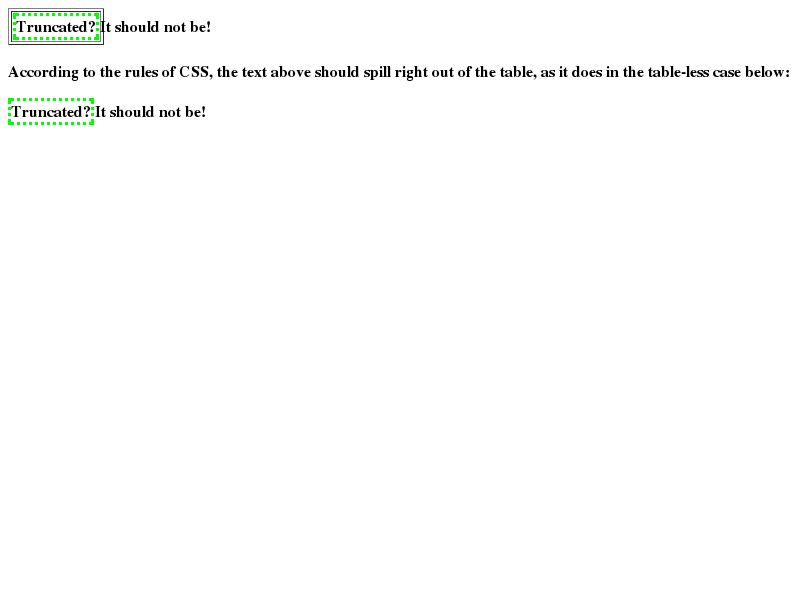 Truncated? It should not be!
According to the rules of CSS, the text above should spill right out of the table, as it does in the table-less case below:
Truncated? It should not be!